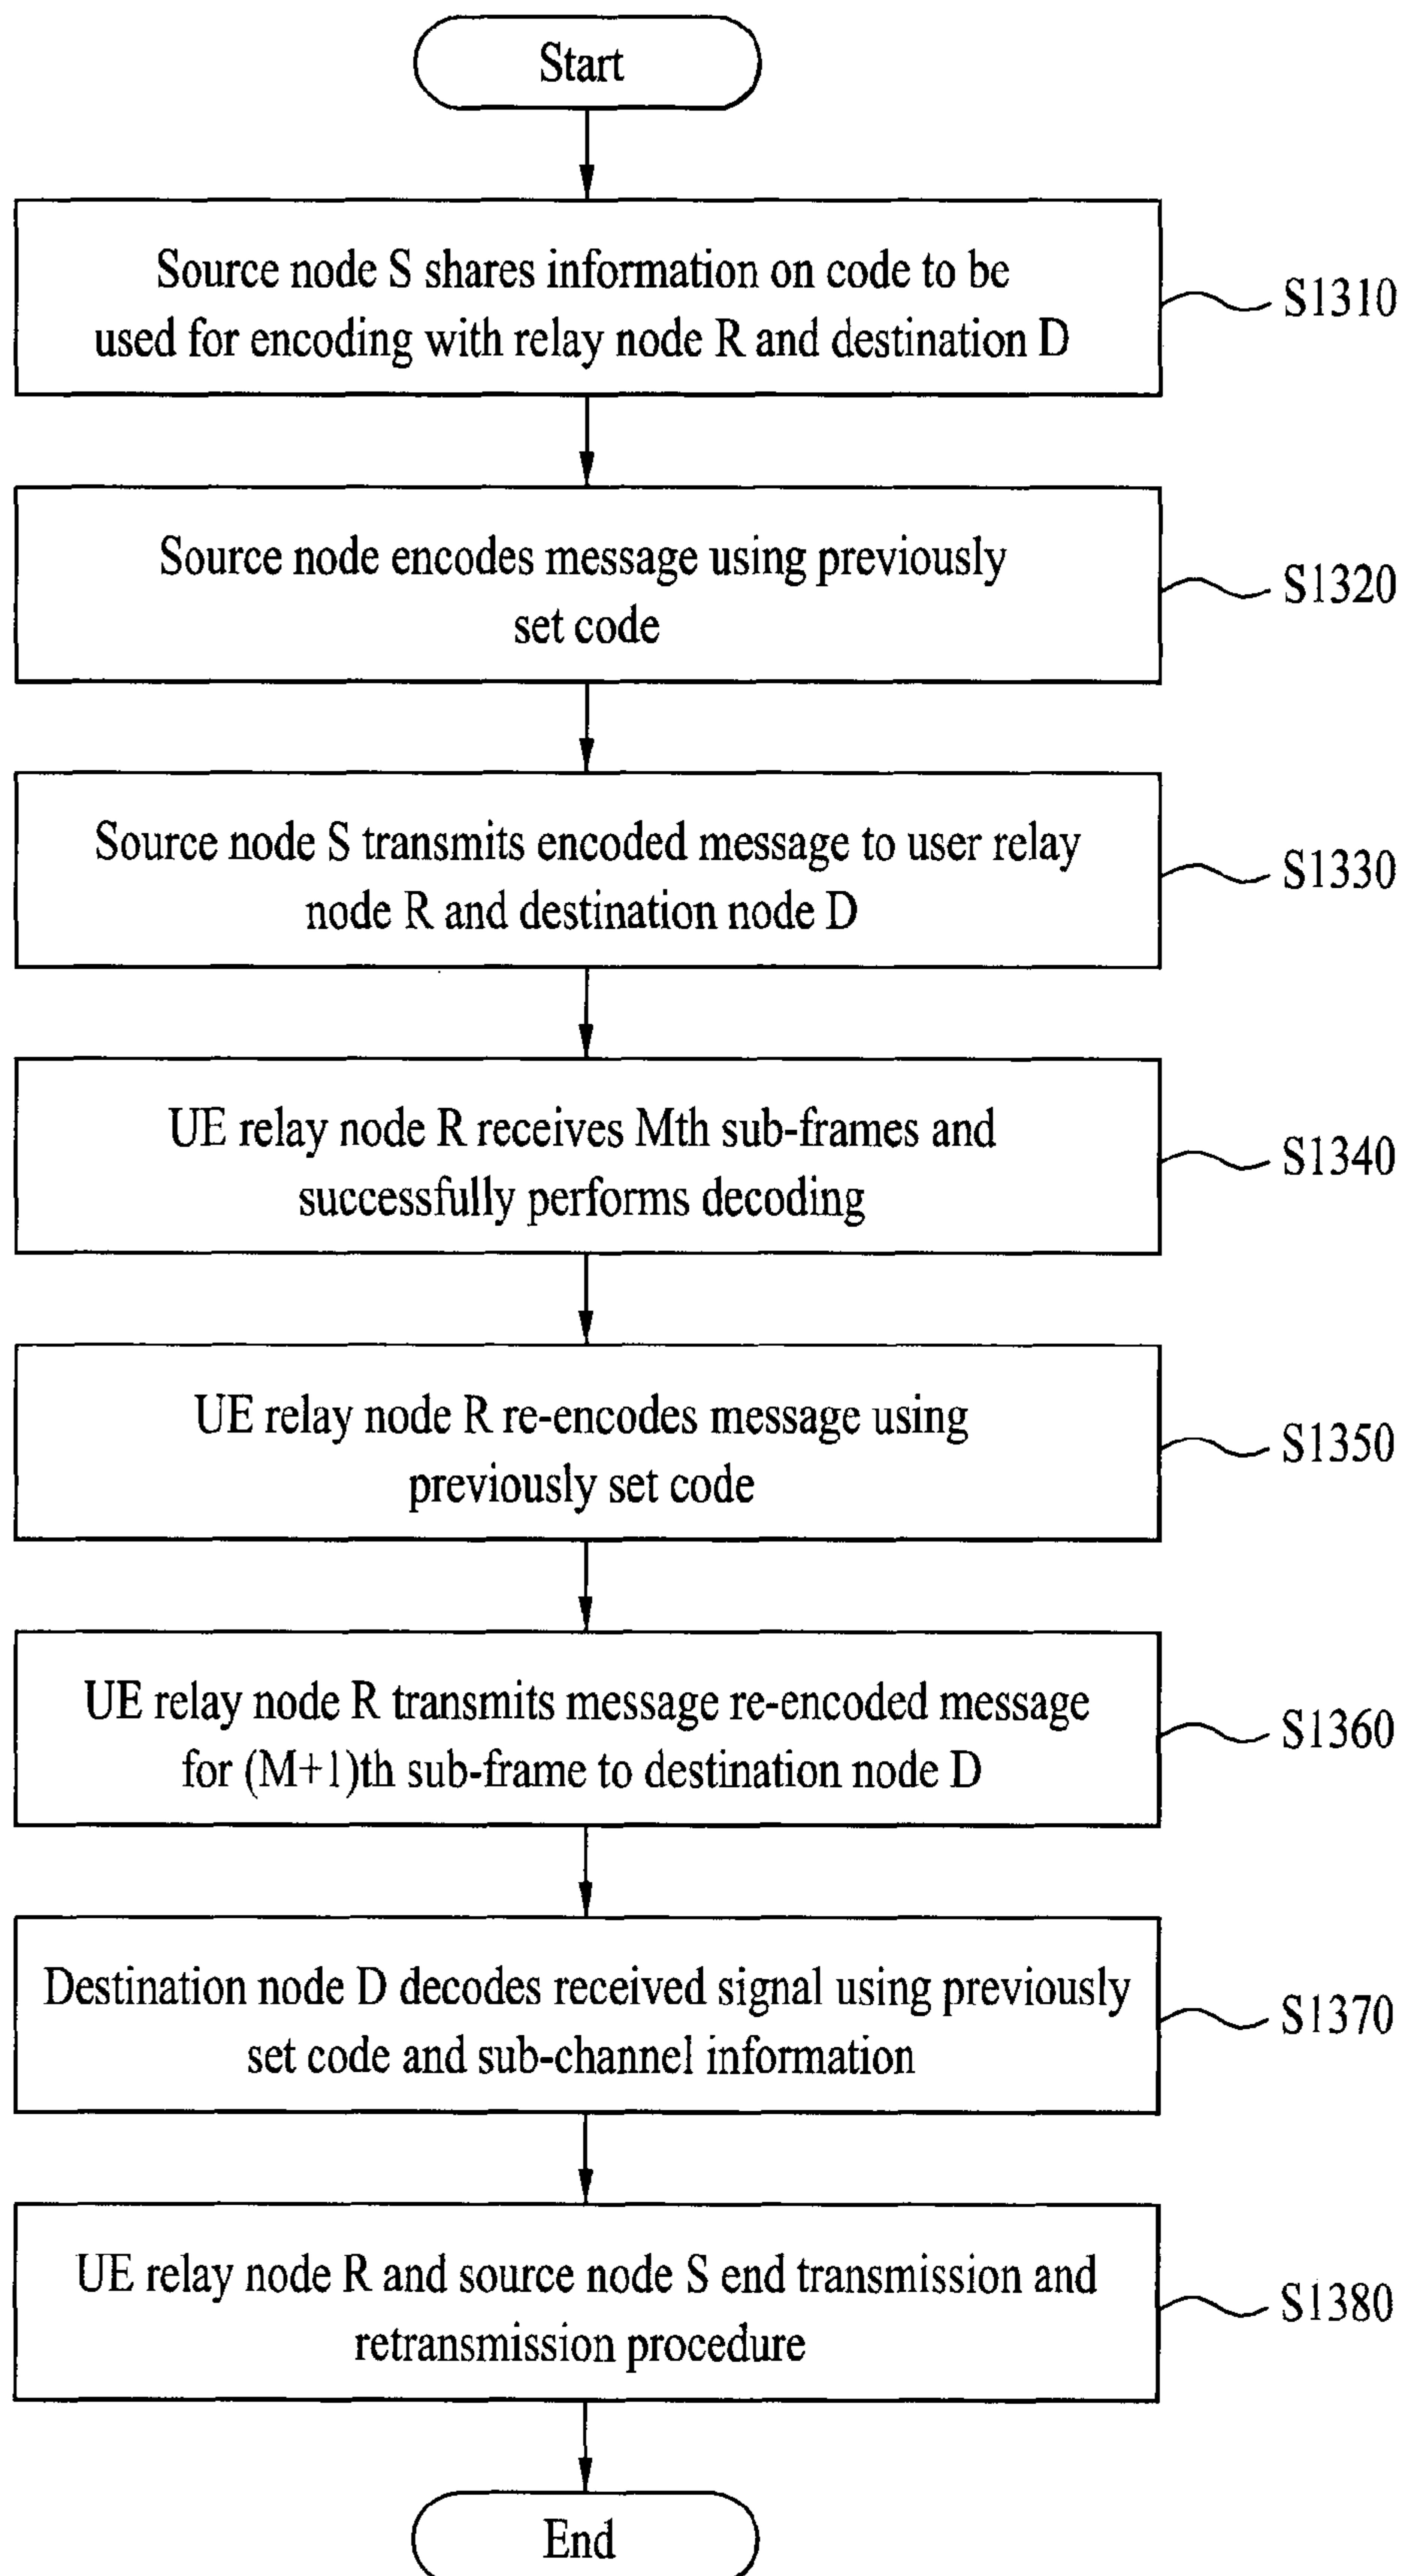 Start
Source node S shares information on code to be
used for encoding with relay node R and destination D
S1310
Source node encodes message using previously
set code
S1320
Source node S transmits encoded message to user relay
node R and destination node D
S1330
UE relay node R receives Mth sub-frames and
successfully performs decoding
S1340
UE relay node R re-encodes message using
previously set code
S1350
UE relay node R transmits message re-encoded message
for (M+1)th sub-frame to destination node D
S1360
Destination node D decodes received signal using previously
set code and sub-channel information
S1370
UE relay node R and source node S end transmission and
retransmission procedure
S1380
End